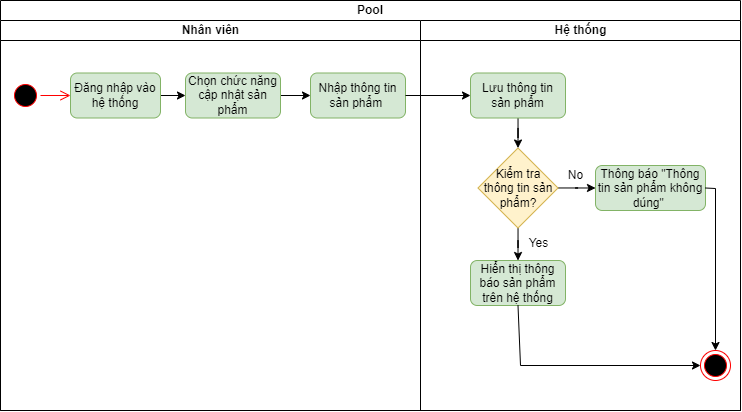 Pool
Nhân viên
Hệ thống
Đăng nhập vào
hệ thống
Chọn chức năng
cập nhật sản
phẩm
Nhập thông tin
sản phẩm
Lưu thông tin
sản phẩm
Kiểm tra
thông tin sản
phẩm?
No
Thông báo "Thông
tin sản phẩm không
dúng"
Yes
Hiển thị thông
báo sản phẩm
trên hệ thống